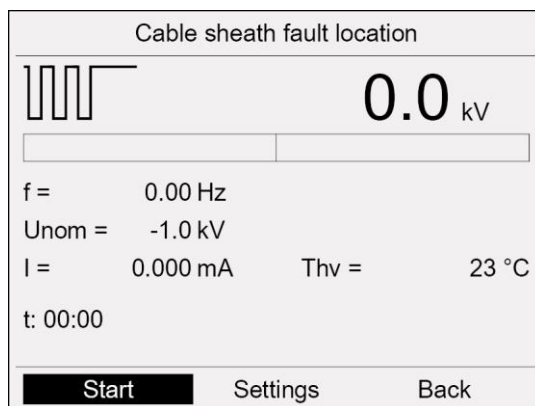 Cable sheath fault location
0.0 kV
f = 0.00 Hz
Unom = -1.0 kV
I = 0.000 mA Thv = 23 °C
t: 00:00
Start Settings Back